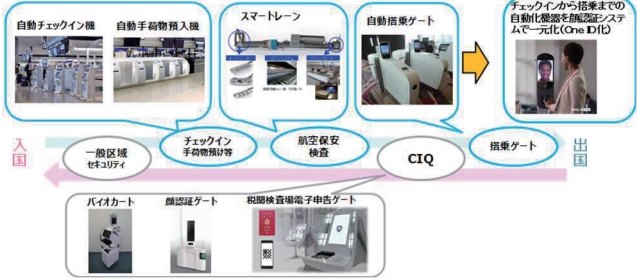 自動チェックイン機
自動手荷物預入機
スマートレーン
自動搭乗ゲート
チェックインから搭乗までの
自動化機器を顔認証システ
ムで一元化(One ID化)
入国
一般区域
セキュリティ
チェックイン
手荷物預け等
航空保安
検査
CIQ
搭乗ゲート
出国
バイオカート
顔認証ゲート
税関検査場電子申告ゲート